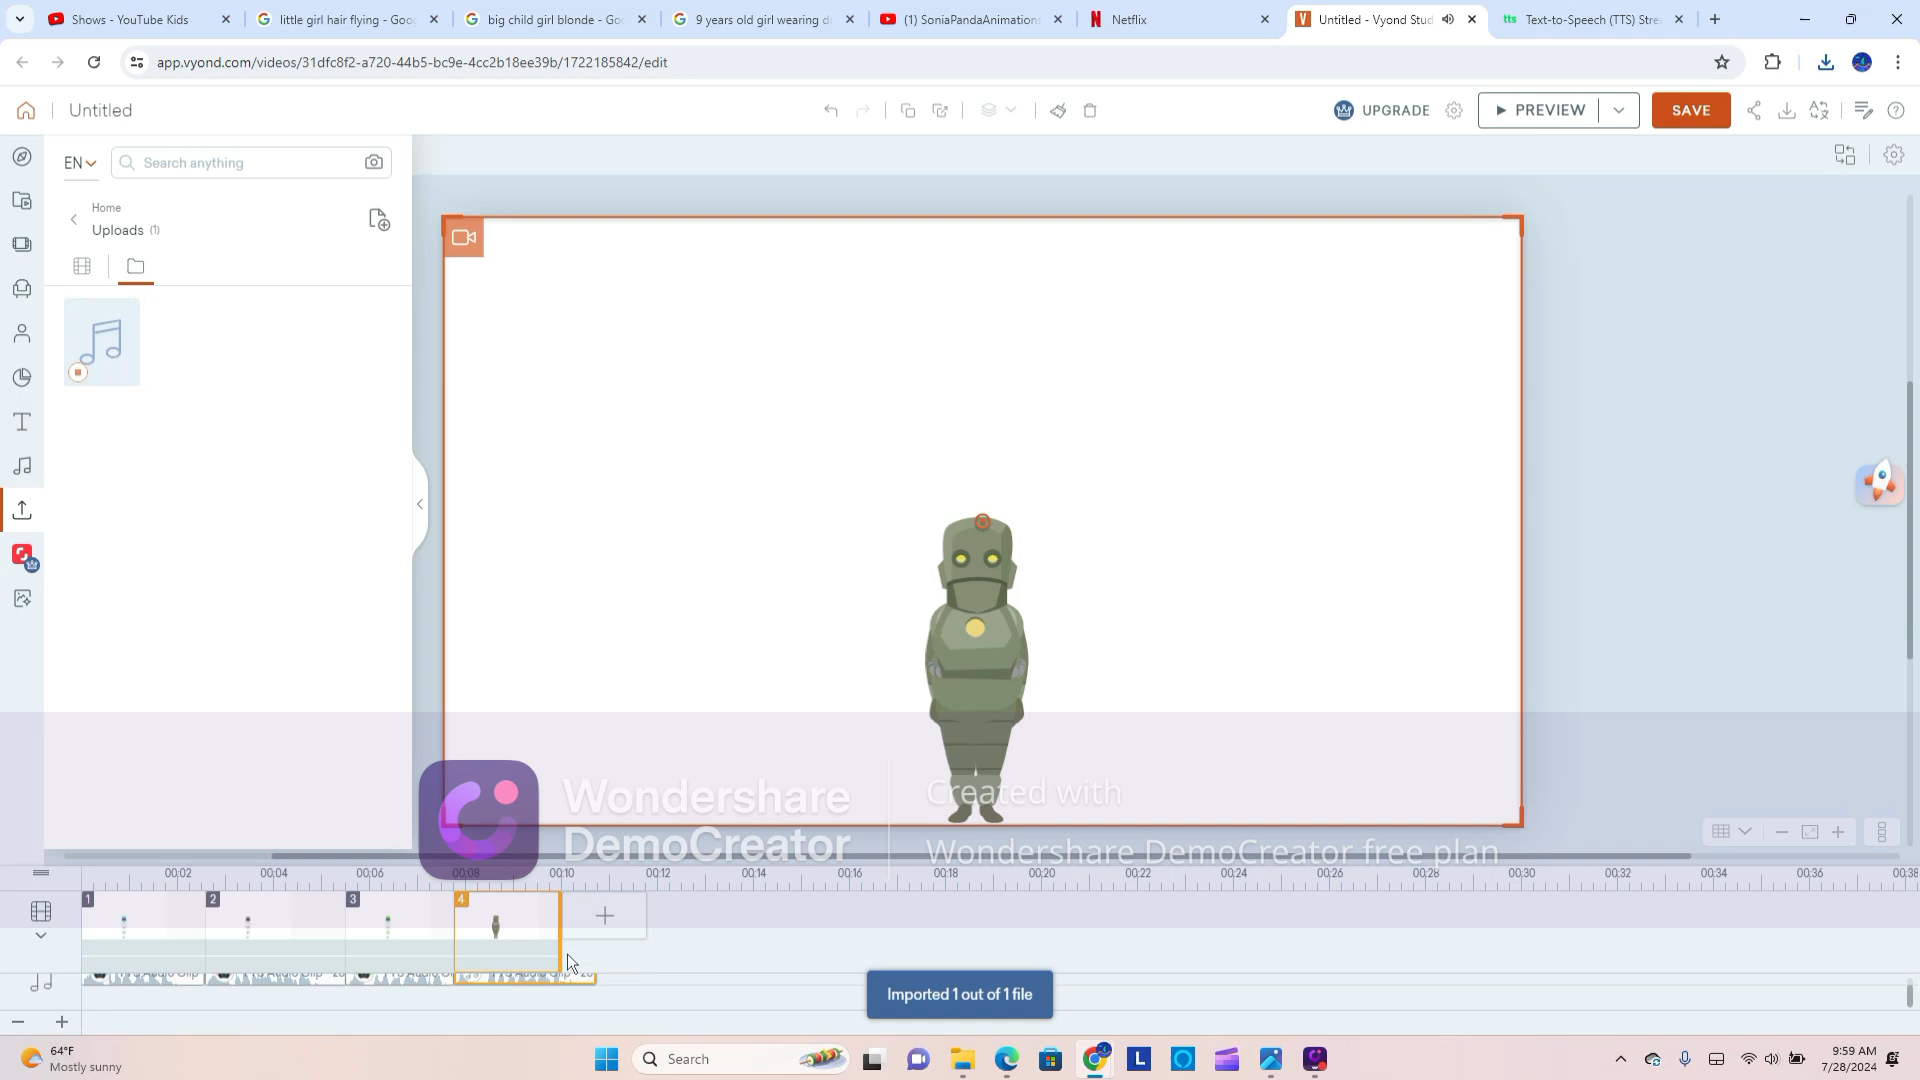 Shows - YouTube Kids
little girl hair flying - Goo
big child girl blonde - Go
9 years old girl wearing d
(1) SoniaPandaAnimations
Netflix
Untitled - Vyond Stud
tts
Text-to-Speech (TTS) Stre
app.vyond.com/videos/31dfc8f2-a720-44b5-bc9e-4cc2b18ee39b/1722185842/edit
Untitled
UPGRADE
PREVIEW
SAVE
EN
Search anything
Home
Uploads (1)
Wondershare
DemoCreator
Created with
Wondershare DemoCreator free plan
00:02 00:04 00:06 00:08 00:10 00:12 00:14 00:16 00:18 00:20 00:22 00:24 00:26 00:28 00:30 00:32 00:34 00:36 00:38
1 2 3 4
Imported 1 out of 1 file
64°F
Mostly sunny
Search
9:59 AM
7/28/2024